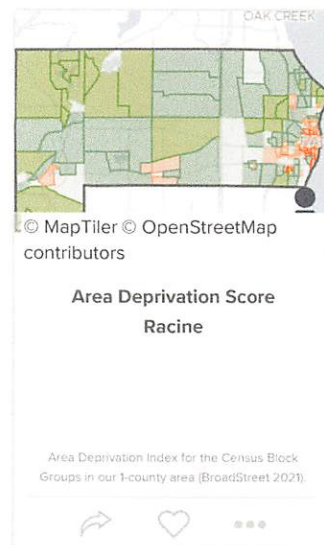 OAK CREEK
© MapTiler © OpenStreetMap
contributors
Area Deprivation Score
Racine
Area Deprivation Index for the Census Block
Groups in our 1-county area (BroadStreet 2021).